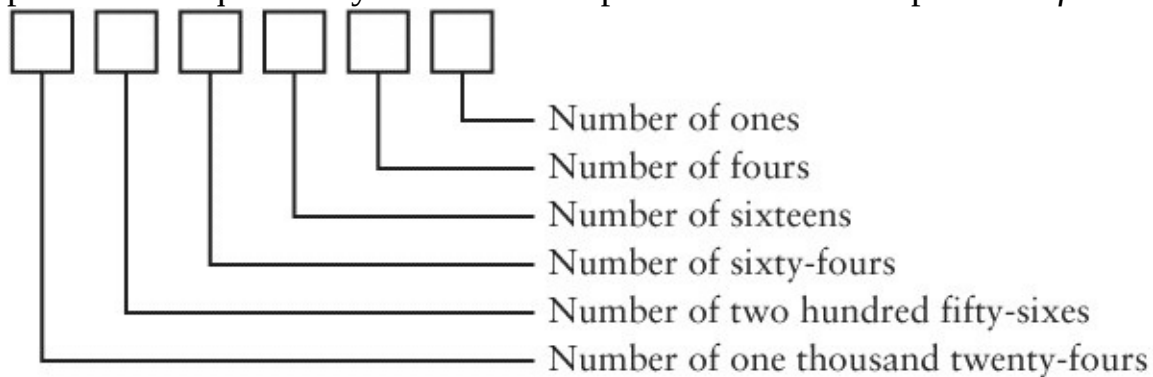 Number of ones
Number of fours
Number of sixteens
Number of sixty-fours
Number of two hundred fifty-sixes
Number of one thousand twenty-fours